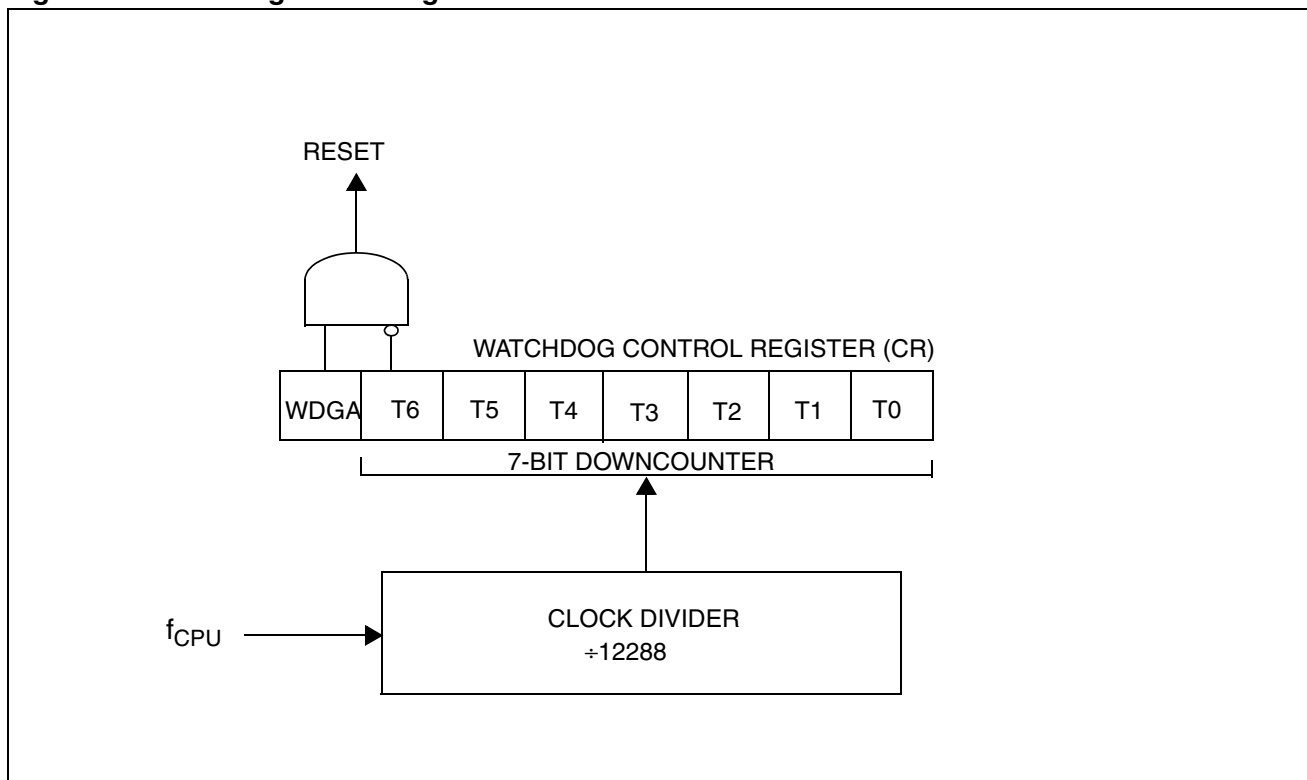 RESET
WATCHDOG CONTROL REGISTER (CR)
WDGA T6 T5 T4 T3 T2 T1 T0
7-BIT DOWNCOUNTER
fCPU
CLOCK DIVIDER
÷12288